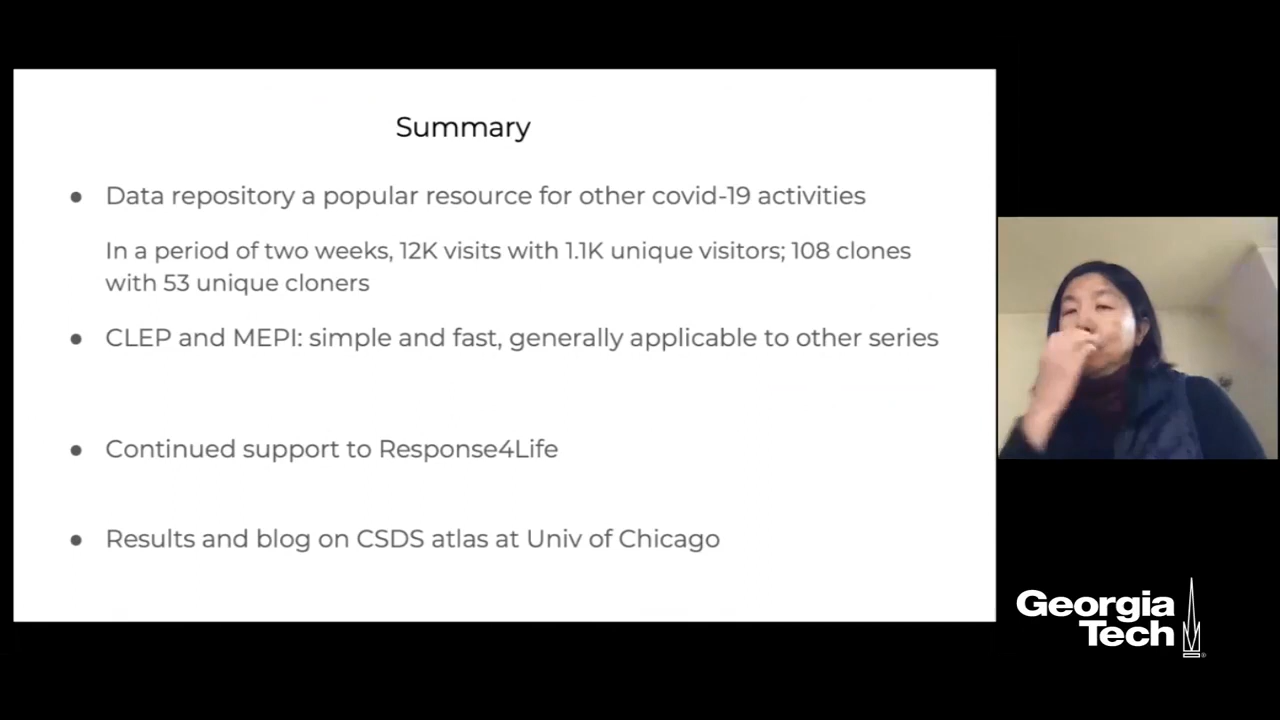 Summary
● Data repository a popular resource for other covid-19 activities
In a period of two weeks, 12K visits with 1.1K unique visitors; 108 clones
with 53 unique cloners
● CLEP and MEPI: simple and fast, generally applicable to other series
● Continued support to Response4Life
● Results and blog on CSDS atlas at Univ of Chicago
Georgia
Tech